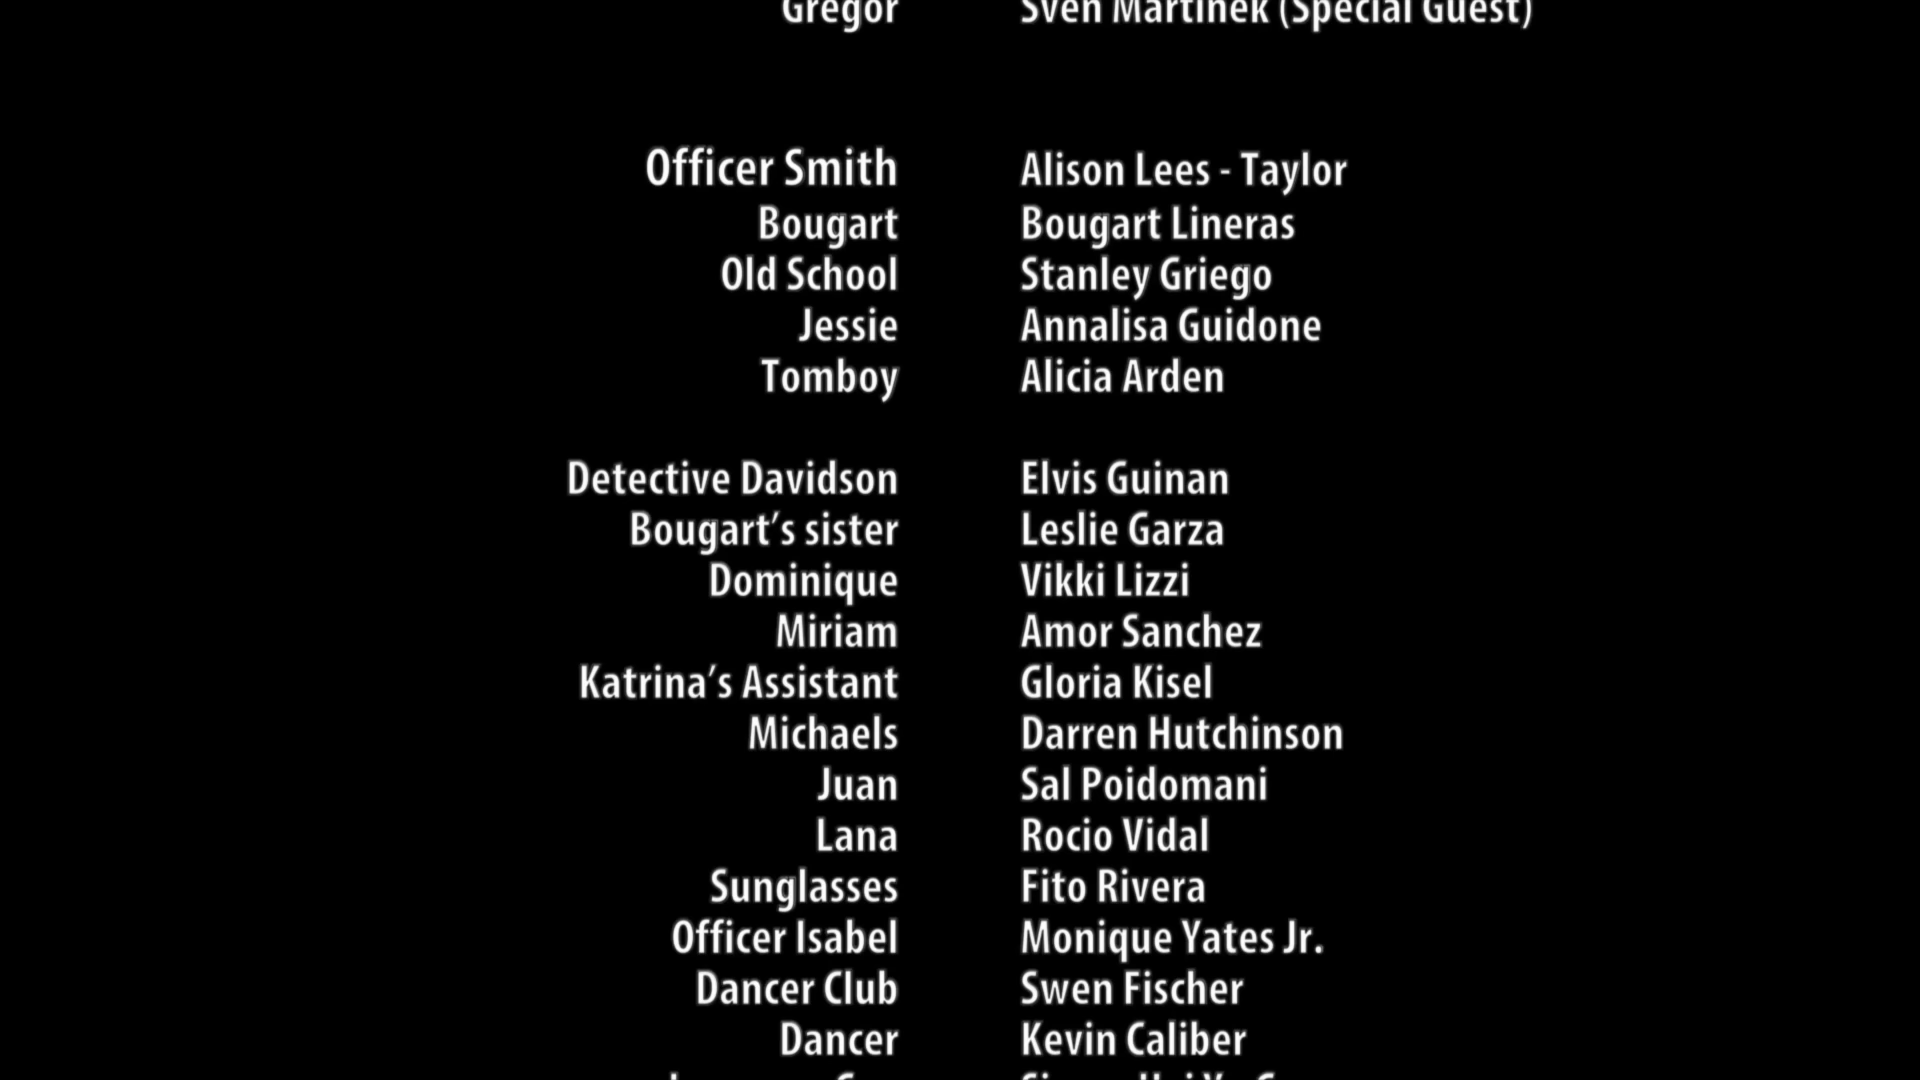 Gregor Sven Martinek (Special Guest)
Officer Smith Alison Lees - Taylor
Bougart Bougart Lineras
Old School Stanley Griego
Jessie Annalisa Guidone
Tomboy Alicia Arden
Detective Davidson Elvis Guinan
Bougart’s sister Leslie Garza
Dominique Vikki Lizzi
Miriam Amor Sanchez
Katrina’s Assistant Gloria Kisel
Michaels Darren Hutchinson
Juan Sal Poidomani
Lana Rocio Vidal
Sunglasses Fito Rivera
Officer Isabel Monique Yates Jr.
Dancer Club Swen Fischer
Dancer Kevin Caliber